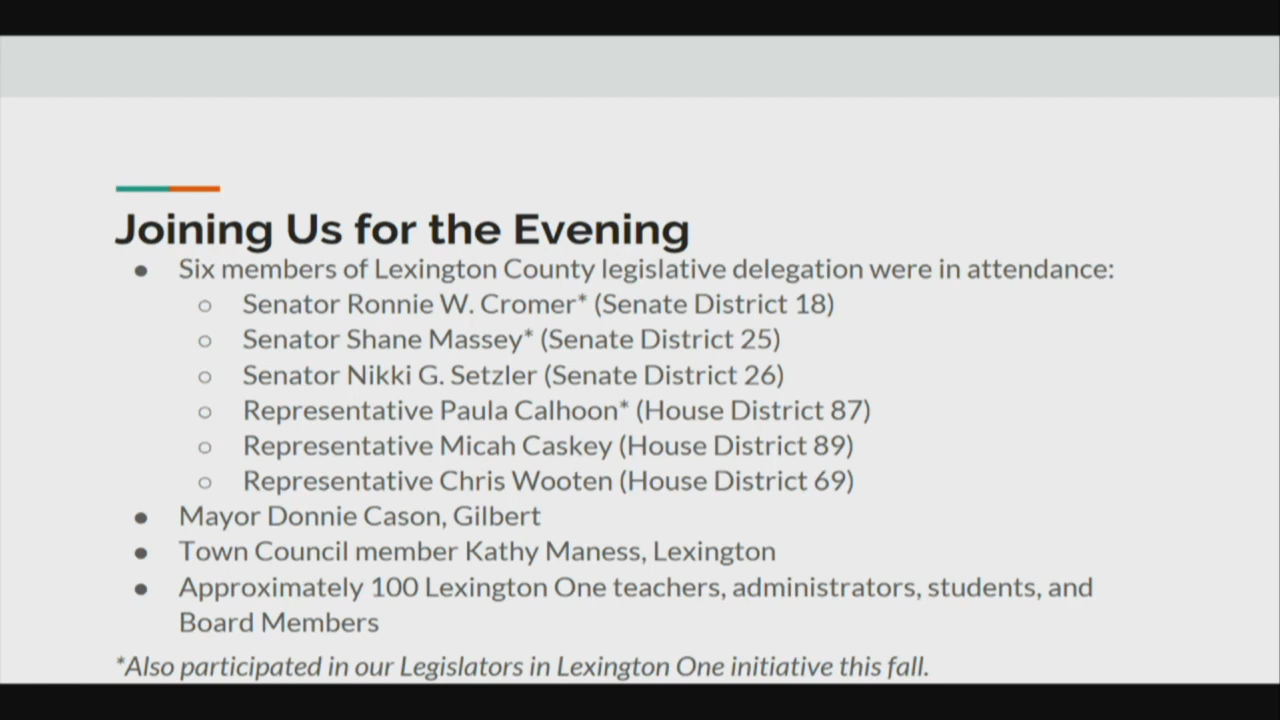 Joining Us for the Evening
● Six members of Lexington County legislative delegation were in attendance:
○ Senator Ronnie W. Cromer* (Senate District 18)
○ Senator Shane Massey* (Senate District 25)
○ Senator Nikki G. Setzler (Senate District 26)
○ Representative Paula Calhoon* (House District 87)
○ Representative Micah Caskey (House District 89)
○ Representative Chris Wooten (House District 69)
● Mayor Donnie Cason, Gilbert
● Town Council member Kathy Maness, Lexington
● Approximately 100 Lexington One teachers, administrators, students, and
Board Members
*Also participated in our Legislators in Lexington One initiative this fall.